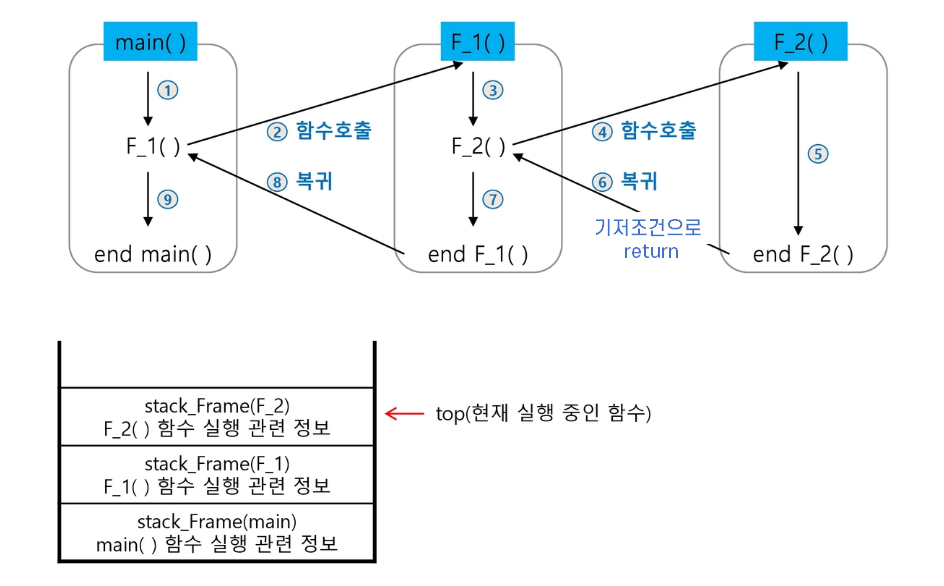 main( )
F_1( )
F_2( )
①
③
② 함수호출
④ 함수호출
F_1( )
F_2( )
⑤
⑧ 복귀
⑥ 복귀
⑨
⑦
기저조건으로
return
end main( )
end F_1( )
end F_2( )
stack_Frame(F_2)
F_2( ) 함수 실행 관련 정보
top(현재 실행 중인 함수)
stack_Frame(F_1)
F_1( ) 함수 실행 관련 정보
stack_Frame(main)
main( ) 함수 실행 관련 정보